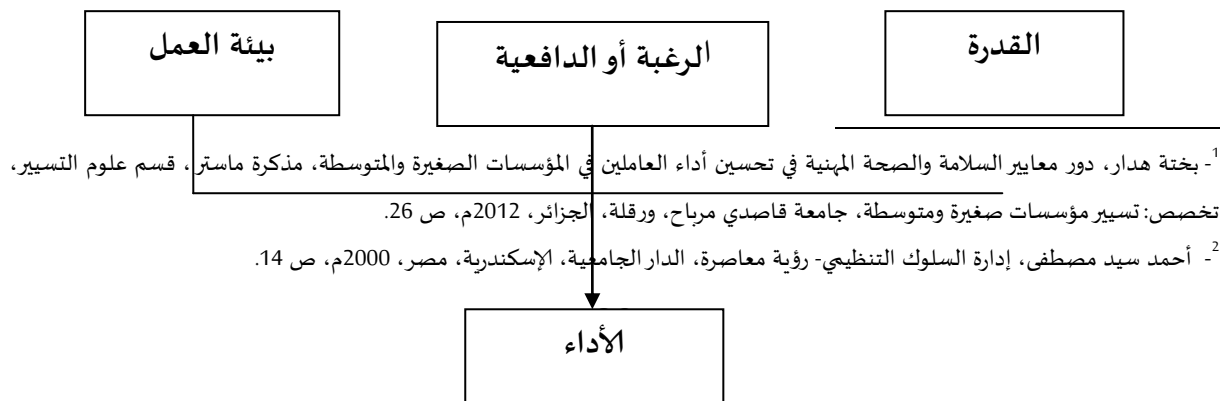 القدرة
الرغبة أو الدافعية
بيئة العمل
1- بختة هدار، دور معايير السلامة والصحة المهنية في تحسين أداء العاملين في المؤسسات الصغيرة والمتوسطة، مذكرة ماستر، قسم علوم التسيير،
تخصص: تسيير مؤسسات صغيرة ومتوسطة، جامعة قاصدي مرباح، ورقلة، الجزائر، 2012م، ص 26.
2- أحمد سيد مصطفى، إدارة السلوك التنظيمي- رؤية معاصرة، الدار الجامعية، الإسكندرية، مصر، 2000م، ص 14.
الأداء